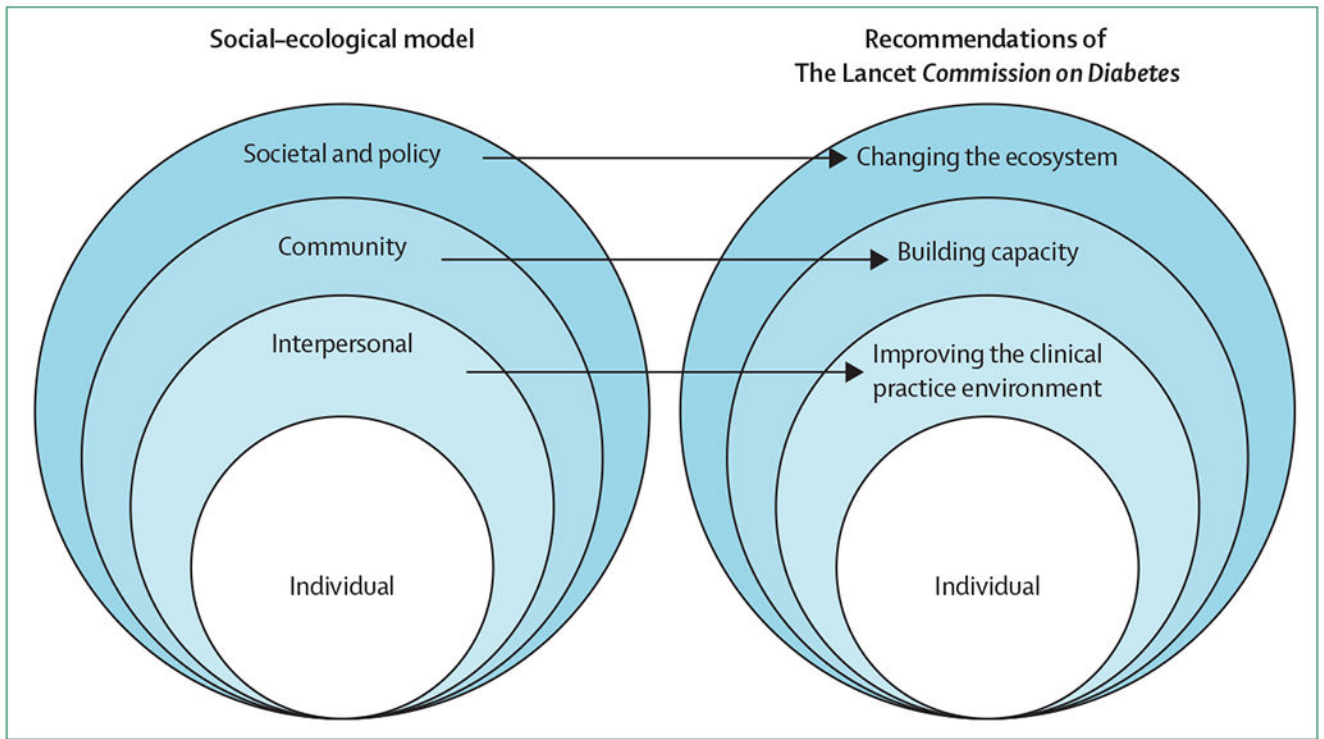 Social–ecological model
Recommendations of
The Lancet Commission on Diabetes
Societal and policy
Changing the ecosystem
Community
Building capacity
Interpersonal
Improving the clinical
practice environment
Individual
Individual